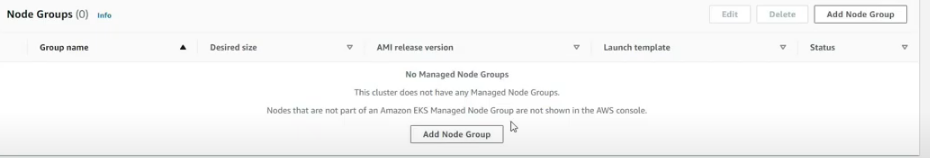 Node Groups (0) Info Edit Delete Add Node Group
Group name Desired size AMI release version Launch template Status
No Managed Node Groups
This cluster does not have any Managed Node Groups.
Nodes that are not part of an Amazon EKS Managed Node Group are not shown in the AWS console.
Add Node Group